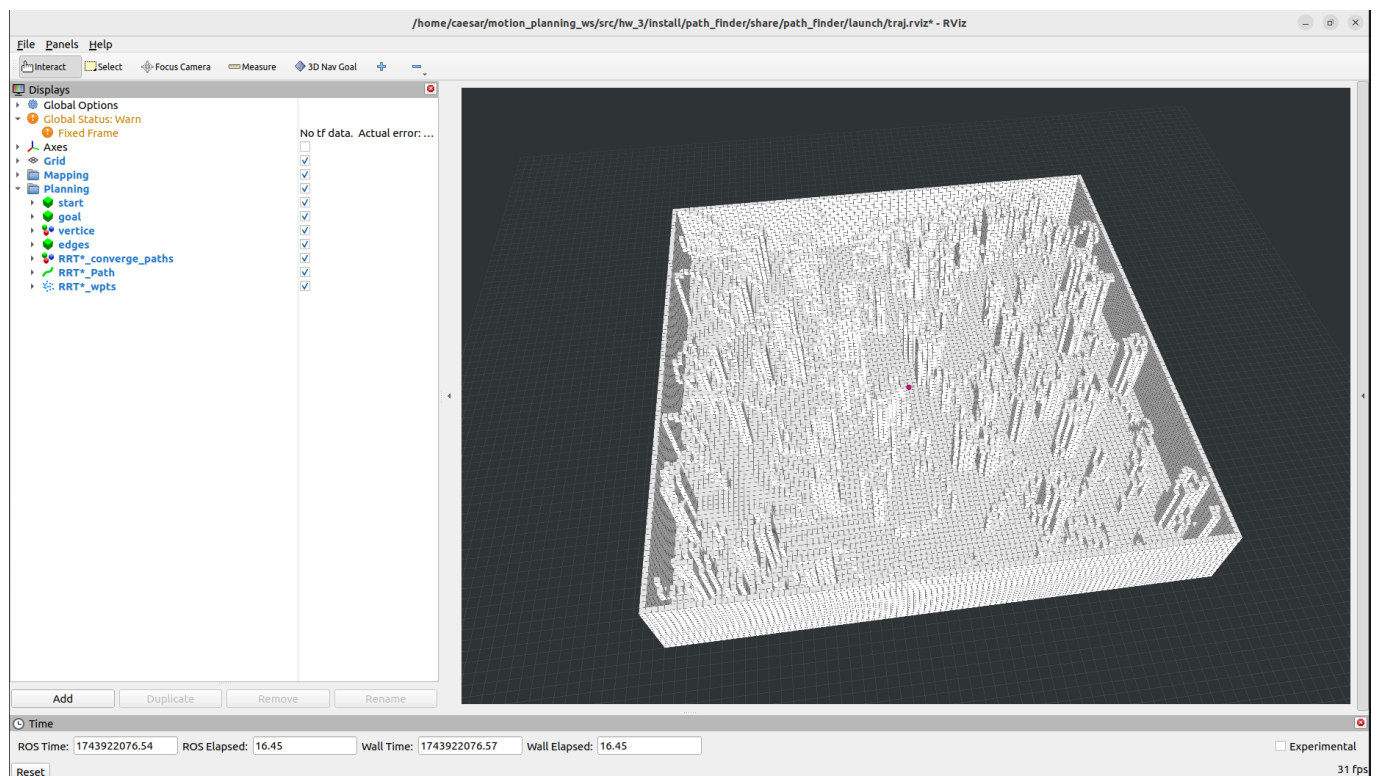 /home/caesar/motion_planning_ws/src/hw_3/install/path_finder/share/path_finder/launch/traj.rviz* - RViz
File Panels Help
Interact Select Focus Camera Measure 3D Nav Goal
Displays
Global Options
Global Status: Warn
Fixed Frame No tf data. Actual error: ...
Axes
Grid
Mapping
Planning
start
goal
vertice
edges
RRT*_converge_paths
RRT*_Path
RRT*_wpts
Add Duplicate Remove Rename
Time
ROS Time: 1743922076.54 ROS Elapsed: 16.45 Wall Time: 1743922076.57 Wall Elapsed: 16.45 Experimental
Reset 31 fps